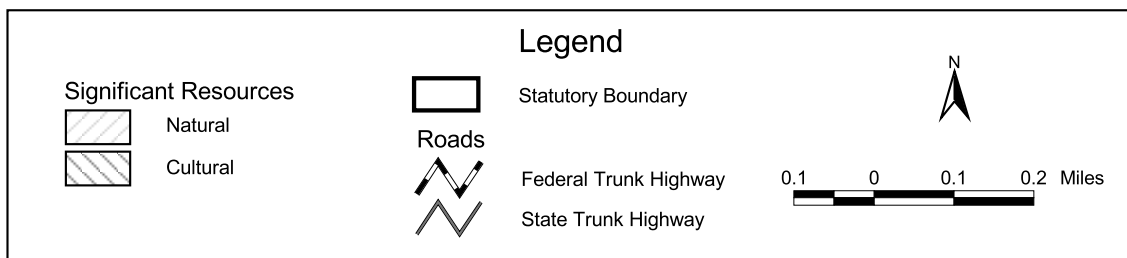 Legend
Significant Resources
Natural
Cultural
Statutory Boundary
Roads
Federal Trunk Highway
State Trunk Highway
N
0.1 0 0.1 0.2 Miles